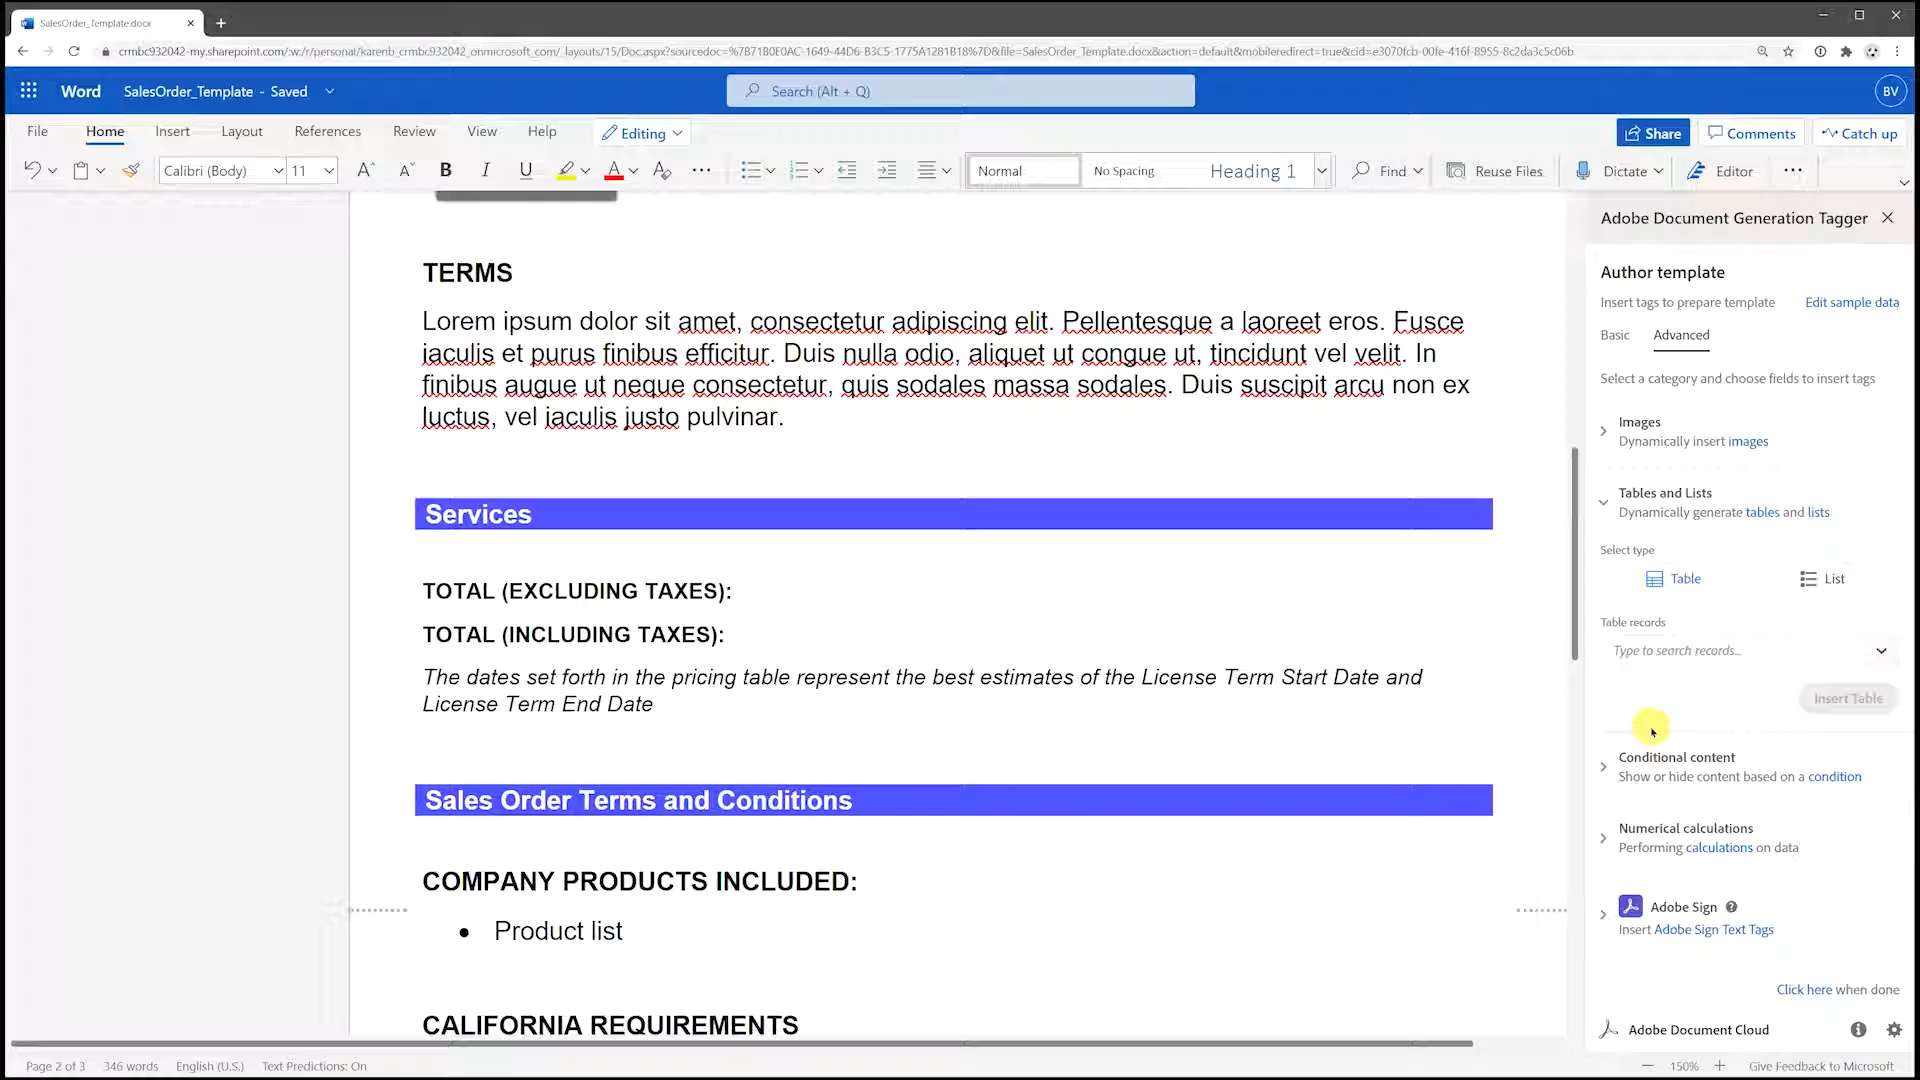 SalesOrder_Template.docx
crmbc932042-my.sharepoint.com/:w:/r/personal/karenb_crmbc932042_onmicrosoft_com/_layouts/15/Doc.aspx?sourcedoc=%7B71B0E0AC-1649-44D6-B3C5-1775A1281B18%7D&file=SalesOrder_Template.docx&action=default&mobileredirect=true&cid=e3070fcb-00fe-416f-8955-8c2da3c5c06b
Word SalesOrder_Template - Saved
Search (Alt + Q)
BV
File Home Insert Layout References Review View Help Editing
Share Comments Catch up
Calibri (Body) 11 A A B I U A A Normal No Spacing Heading 1 Find Reuse Files Dictate Editor
Adobe Document Generation Tagger
TERMS
Lorem ipsum dolor sit amet, consectetur adipiscing elit. Pellentesque a laoreet eros. Fusce
iaculis et purus finibus efficitur. Duis nulla odio, aliquet ut congue ut, tincidunt vel velit. In
finibus augue ut neque consectetur, quis sodales massa sodales. Duis suscipit arcu non ex
luctus, vel iaculis justo pulvinar.
Services
TOTAL (EXCLUDING TAXES):
TOTAL (INCLUDING TAXES):
The dates set forth in the pricing table represent the best estimates of the License Term Start Date and
License Term End Date
Sales Order Terms and Conditions
COMPANY PRODUCTS INCLUDED:
• Product list
CALIFORNIA REQUIREMENTS
Author template
Insert tags to prepare template Edit sample data
Basic Advanced
Select a category and choose fields to insert tags
Images
Dynamically insert images
Tables and Lists
Dynamically generate tables and lists
Select type
Table List
Table records
Type to search records...
Insert Table
Conditional content
Show or hide content based on a condition
Numerical calculations
Performing calculations on data
Adobe Sign
Insert Adobe Sign Text Tags
Click here when done
Adobe Document Cloud
Page 2 of 3 346 words English (U.S.) Text Predictions: On
150% Give Feedback to Microsoft